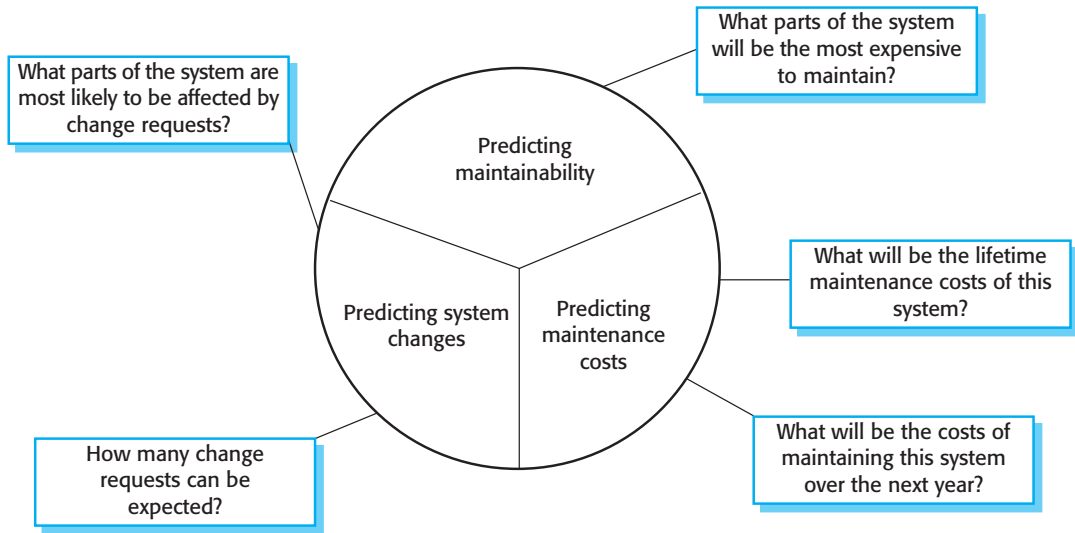 What parts of the system
will be the most expensive
to maintain?
What parts of the system are
most likely to be affected by
change requests?
Predicting
maintainability
What will be the lifetime
maintenance costs of this
system?
Predicting system
changes
Predicting
maintenance
costs
What will be the costs of
maintaining this system
over the next year?
How many change
requests can be
expected?